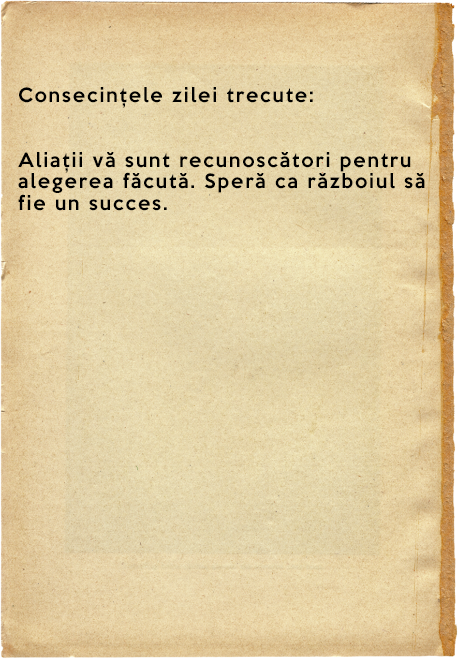 Consecințele zilei trecute:
Aliații vă sunt recunoscători pentru
alegerea făcută. Speră ca războiul să
fie un succes.